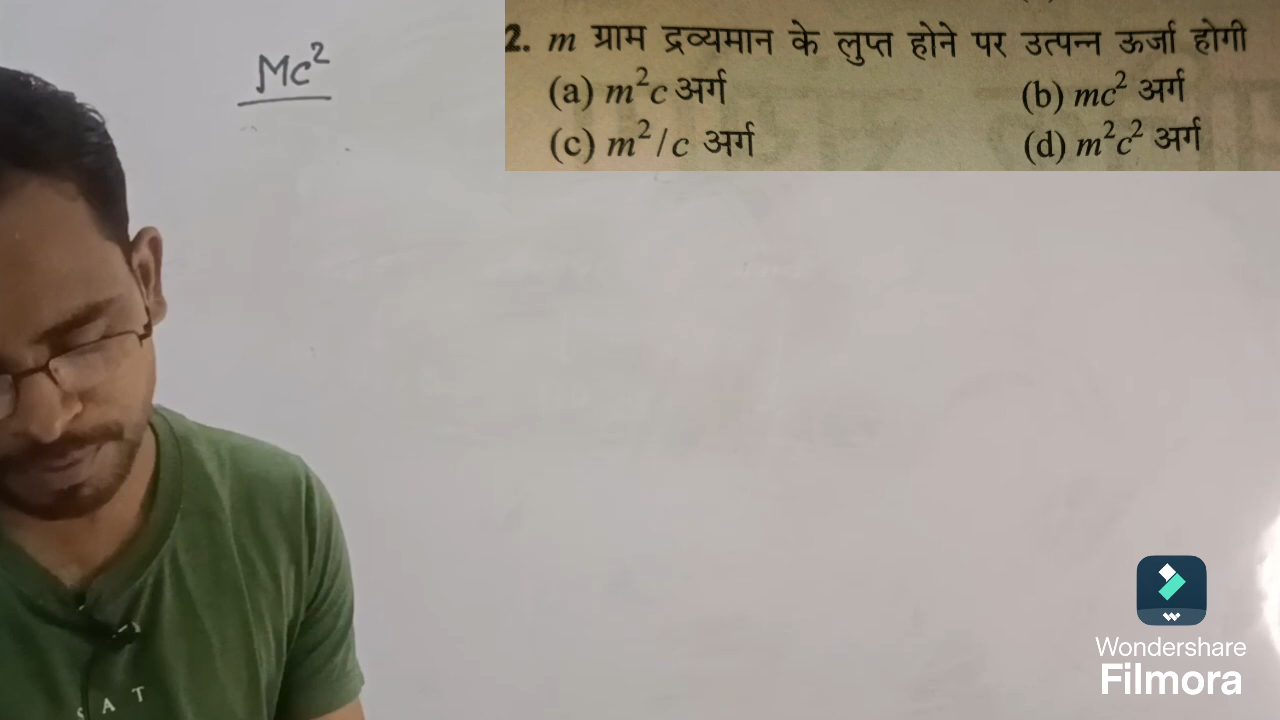 Mc²
2. m ग्राम द्रव्यमान के लुप्त होने पर उत्पन्न ऊर्जा होगी
(a) m²c अर्ग (b) mc² अर्ग
(c) m²/c अर्ग (d) m²c² अर्ग
A T
Wondershare
Filmora